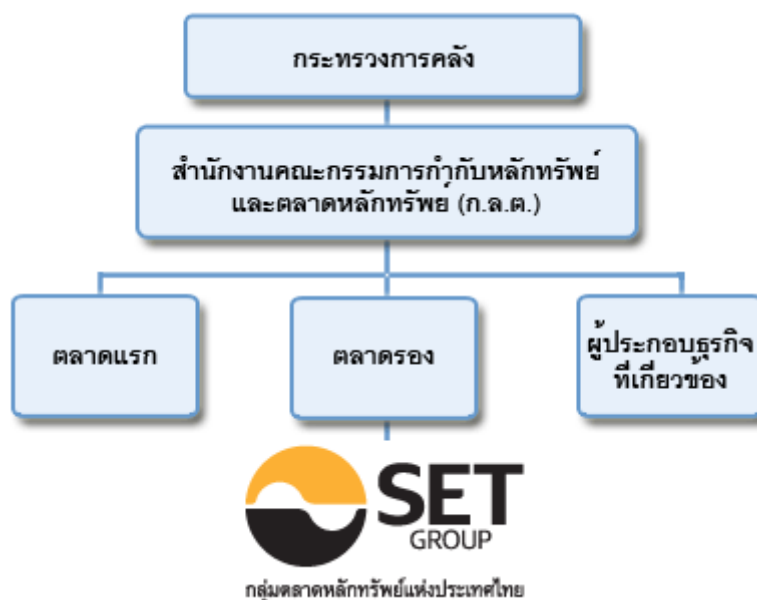 กระทรวงการคลัง
สำนักงานคณะกรรมการกำกับหลักทรัพย์
และตลาดหลักทรัพย์ (ก.ล.ต.)
ตลาดแรก
ตลาดรอง
ผู้ประกอบธุรกิจ
ที่เกี่ยวข้อง
SET
GROUP
กลุ่มตลาดหลักทรัพย์แห่งประเทศไทย